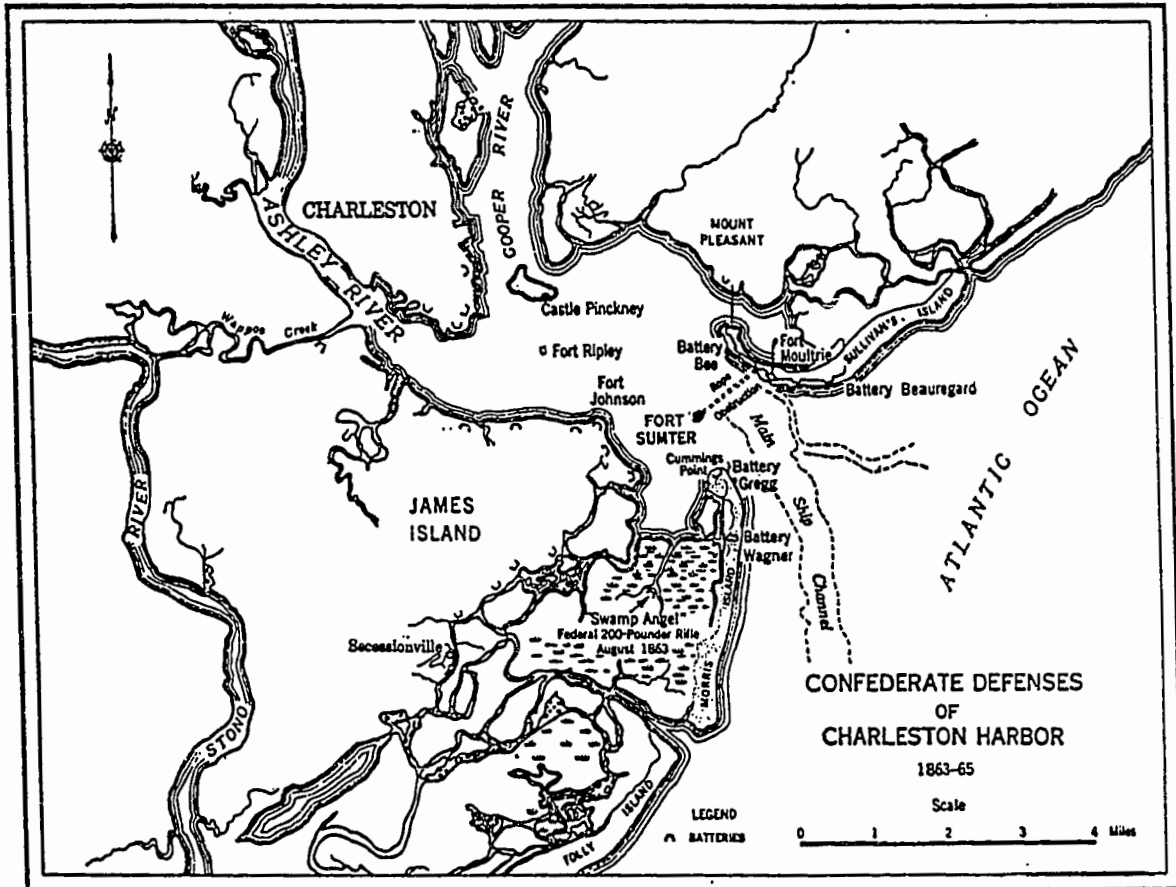 N
COOPER RIVER
ASHLEY RIVER
CHARLESTON
MOUNT
PLEASANT
Castle Pinckney
Wappoo Creek
Fort Ripley
Battery
Bee
Fort
Moultrie
SULLIVAN'S ISLAND
Battery Beauregard
Fort
Johnson
Rope
Obstruction
FORT
SUMTER
Main Ship Channel
ATLANTIC OCEAN
Cummings
Point
Battery
Gregg
JAMES
ISLAND
Battery
Wagner
STONO RIVER
"Swamp Angel"
Federal 200-Pounder Rifle
August 1863
Secessionville
MORRIS ISLAND
FOLLY ISLAND
CONFEDERATE DEFENSES
OF
CHARLESTON HARBOR
1863-65
Scale
0 1 2 3 4 Miles
LEGEND
BATTERIES